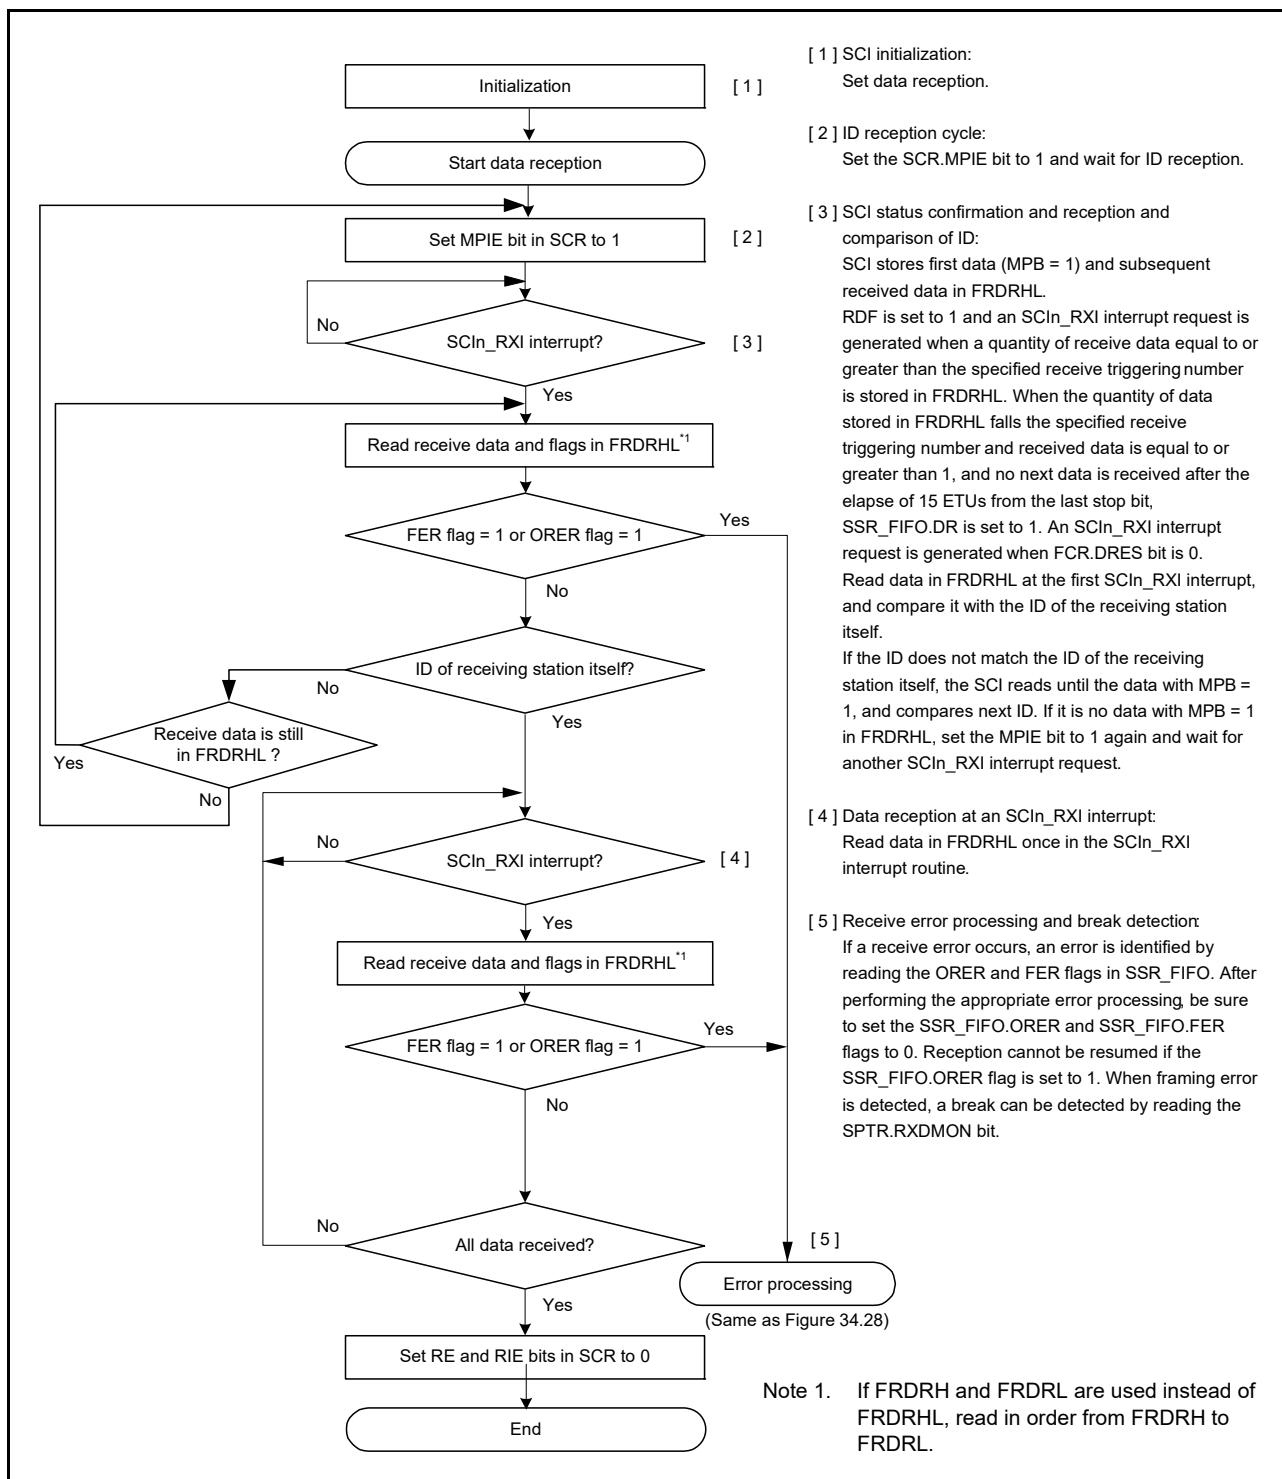 Initialization
[ 1 ]
Start data reception
Set MPIE bit in SCR to 1
[ 2 ]
No
SCIn_RXI interrupt?
[ 3 ]
Yes
Read receive data and flags in FRDRHL*1
FER flag = 1 or ORER flag = 1
Yes
No
ID of receiving station itself?
No
Yes
Receive data is still
in FRDRHL ?
Yes
No
No
SCIn_RXI interrupt?
[ 4 ]
Yes
Read receive data and flags in FRDRHL*1
FER flag = 1 or ORER flag = 1
Yes
No
No
All data received?
Yes
[ 5 ]
Error processing
(Same as Figure 34.28)
Set RE and RIE bits in SCR to 0
End
[ 1 ] SCI initialization:
Set data reception.
[ 2 ] ID reception cycle:
Set the SCR.MPIE bit to 1 and wait for ID reception.
[ 3 ] SCI status confirmation and reception and
comparison of ID:
SCI stores first data (MPB = 1) and subsequent
received data in FRDRHL.
RDF is set to 1 and an SCIn_RXI interrupt request is
generated when a quantity of receive data equal to or
greater than the specified receive triggering number
is stored in FRDRHL. When the quantity of data
stored in FRDRHL falls the specified receive
triggering number and received data is equal to or
greater than 1, and no next data is received after the
elapse of 15 ETUs from the last stop bit,
SSR_FIFO.DR is set to 1. An SCIn_RXI interrupt
request is generated when FCR.DRES bit is 0.
Read data in FRDRHL at the first SCIn_RXI interrupt,
and compare it with the ID of the receiving station
itself.
If the ID does not match the ID of the receiving
station itself, the SCI reads until the data with MPB =
1, and compares next ID. If it is no data with MPB = 1
in FRDRHL, set the MPIE bit to 1 again and wait for
another SCIn_RXI interrupt request.
[ 4 ] Data reception at an SCIn_RXI interrupt:
Read data in FRDRHL once in the SCIn_RXI
interrupt routine.
[ 5 ] Receive error processing and break detection:
If a receive error occurs, an error is identified by
reading the ORER and FER flags in SSR_FIFO. After
performing the appropriate error processing, be sure
to set the SSR_FIFO.ORER and SSR_FIFO.FER
flags to 0. Reception cannot be resumed if the
SSR_FIFO.ORER flag is set to 1. When framing error
is detected, a break can be detected by reading the
SPTR.RXDMON bit.
Note 1. If FRDRH and FRDRL are used instead of
FRDRHL, read in order from FRDRH to
FRDRL.